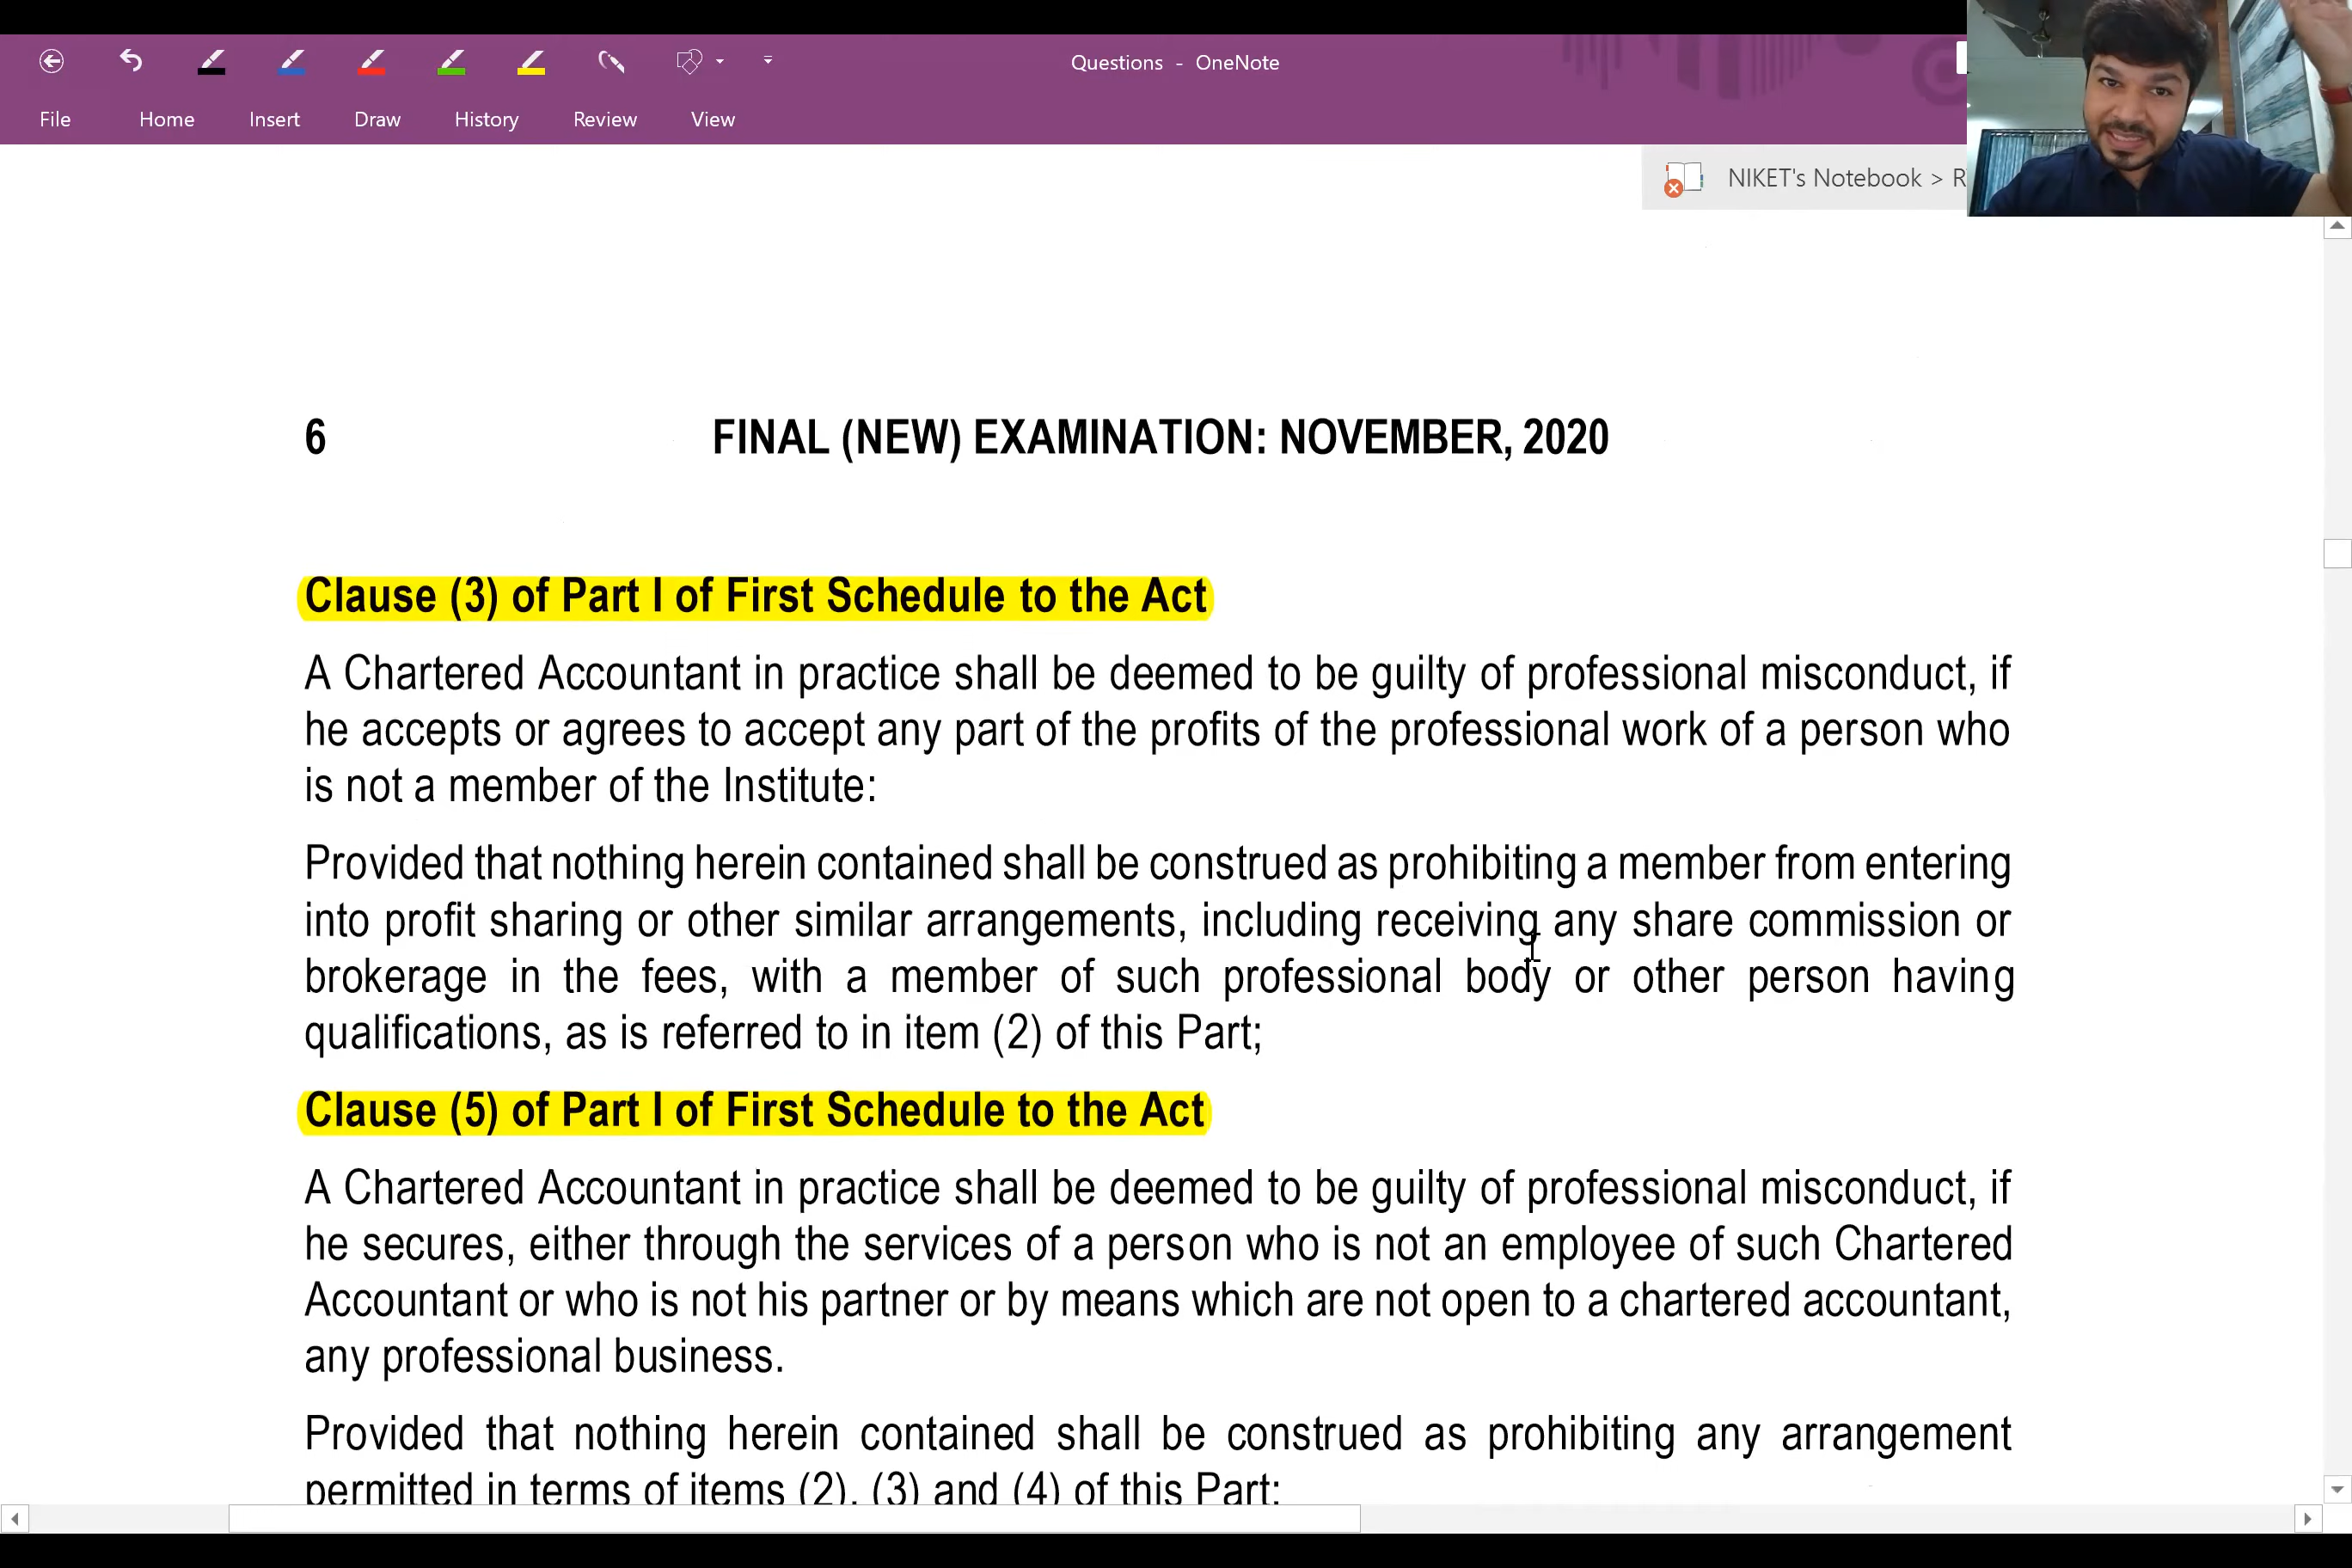 Questions - OneNote
File Home Insert Draw History Review View
NIKET's Notebook > R
6 FINAL (NEW) EXAMINATION: NOVEMBER, 2020
Clause (3) of Part I of First Schedule to the Act
A Chartered Accountant in practice shall be deemed to be guilty of professional misconduct, if
he accepts or agrees to accept any part of the profits of the professional work of a person who
is not a member of the Institute:
Provided that nothing herein contained shall be construed as prohibiting a member from entering
into profit sharing or other similar arrangements, including receiving any share commission or
brokerage in the fees, with a member of such professional body or other person having
qualifications, as is referred to in item (2) of this Part;
Clause (5) of Part I of First Schedule to the Act
A Chartered Accountant in practice shall be deemed to be guilty of professional misconduct, if
he secures, either through the services of a person who is not an employee of such Chartered
Accountant or who is not his partner or by means which are not open to a chartered accountant,
any professional business.
Provided that nothing herein contained shall be construed as prohibiting any arrangement
permitted in terms of items (2), (3) and (4) of this Part;